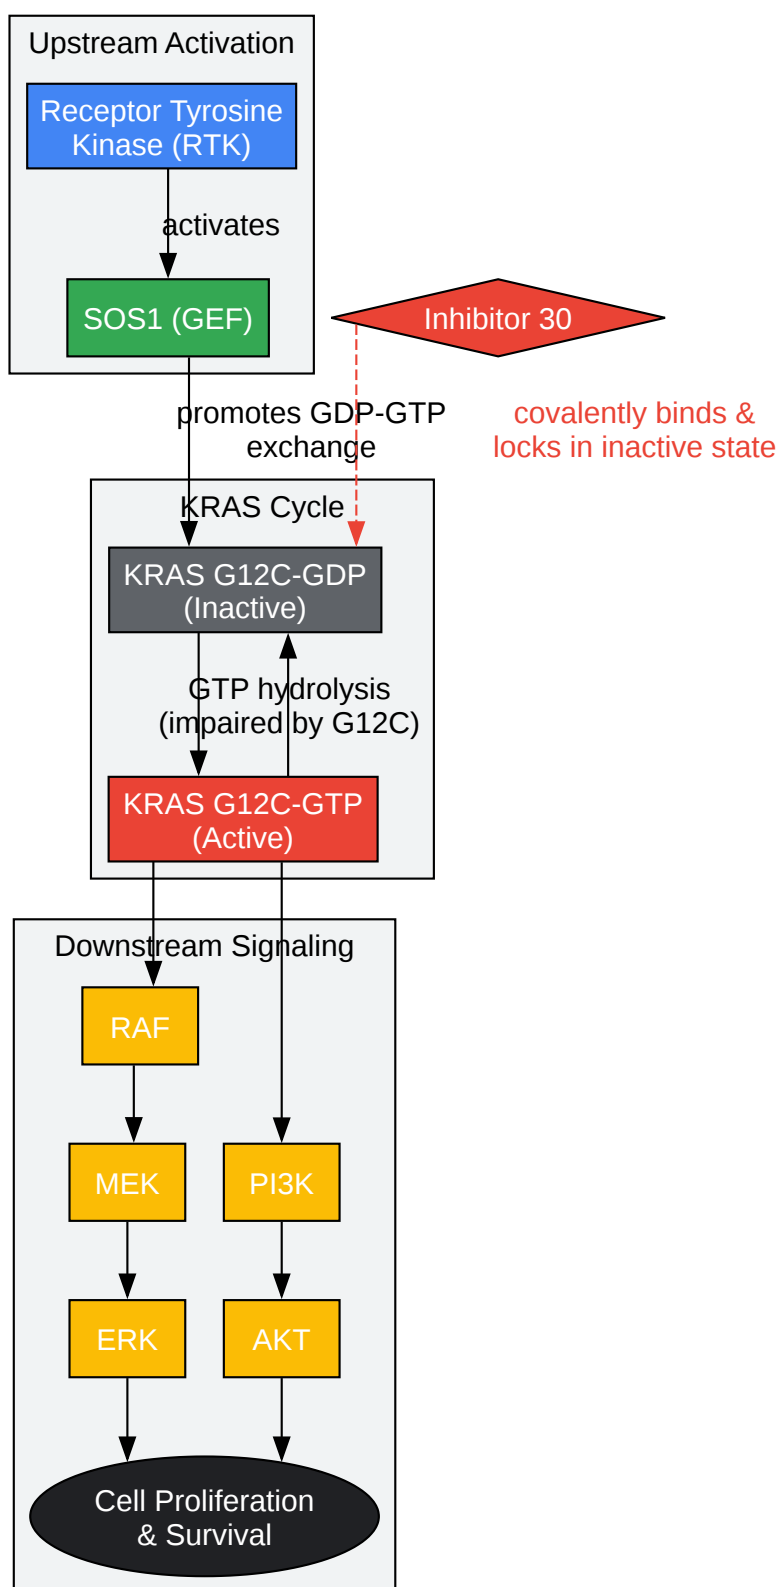 Upstream Activation
Receptor Tyrosine
Kinase (RTK)
activates
SOS1 (GEF)
Inhibitor 30
promotes GDP-GTP
exchange
covalently binds &
locks in inactive state
KRAS Cycle
KRAS G12C-GDP
(Inactive)
GTP hydrolysis
(impaired by G12C)
KRAS G12C-GTP
(Active)
Downstream Signaling
RAF
MEK
PI3K
ERK
AKT
Cell Proliferation
& Survival